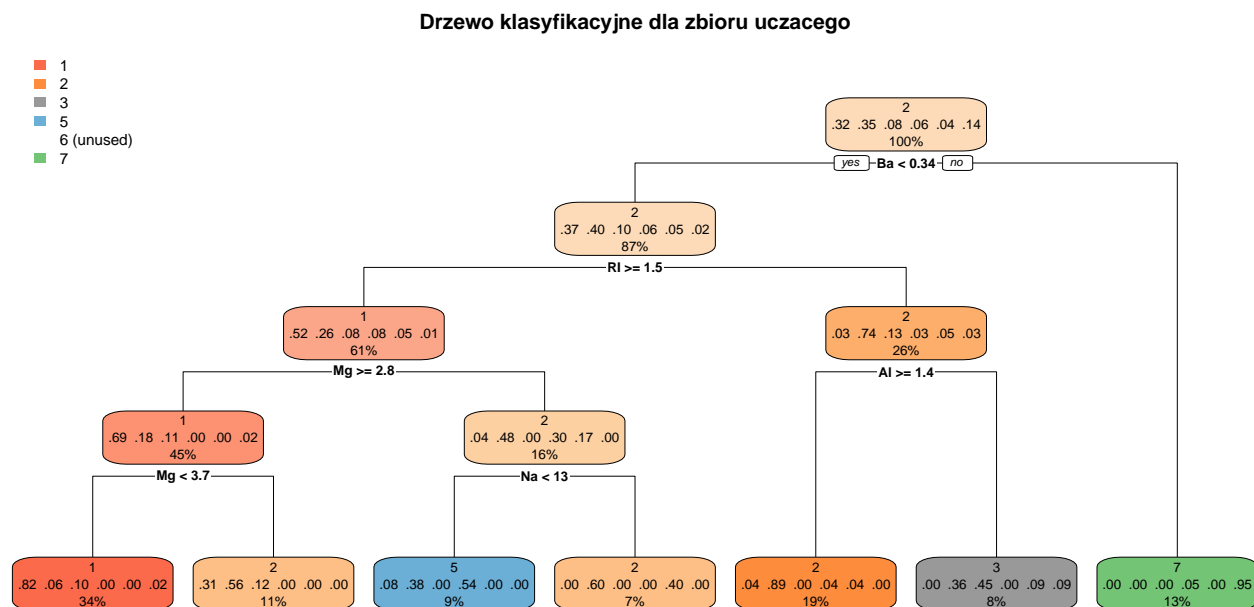 Drzewo klasyfikacyjne dla zbioru uczacego
1
2
3
5
6 (unused)
7
2
.32 .35 .08 .06 .04 .14
100%
yes Ba < 0.34 no
2
.37 .40 .10 .06 .05 .02
87%
RI >= 1.5
1
.52 .26 .08 .08 .05 .01
61%
Mg >= 2.8
2
.03 .74 .13 .03 .05 .03
26%
Al >= 1.4
1
.69 .18 .11 .00 .00 .02
45%
Mg < 3.7
2
.04 .48 .00 .30 .17 .00
16%
Na < 13
1
.82 .06 .10 .00 .00 .02
34%
2
.31 .56 .12 .00 .00 .00
11%
5
.08 .38 .00 .54 .00 .00
9%
2
.00 .60 .00 .00 .40 .00
7%
2
.04 .89 .00 .04 .04 .00
19%
3
.00 .36 .45 .00 .09 .09
8%
7
.00 .00 .00 .05 .00 .95
13%